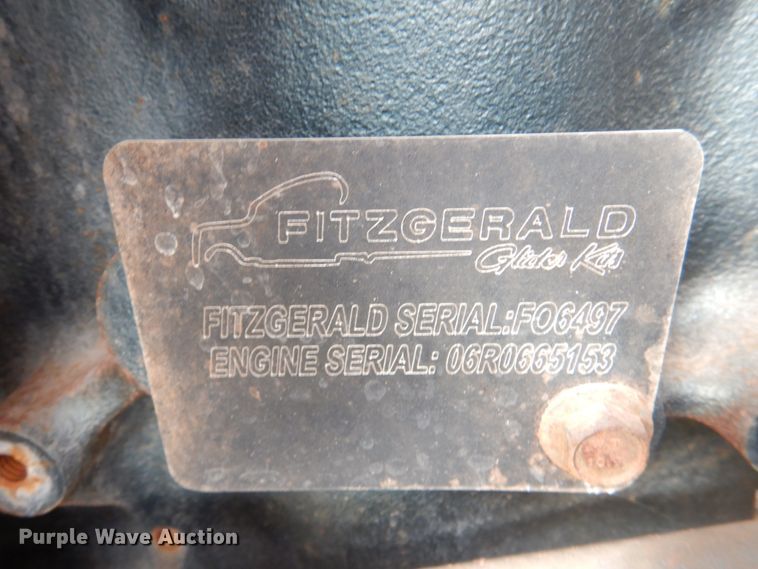 FITZGERALD
Glider Kits
FITZGERALD SERIAL:FO6497
ENGINE SERIAL: 06R0665153
Purple Wave Auction